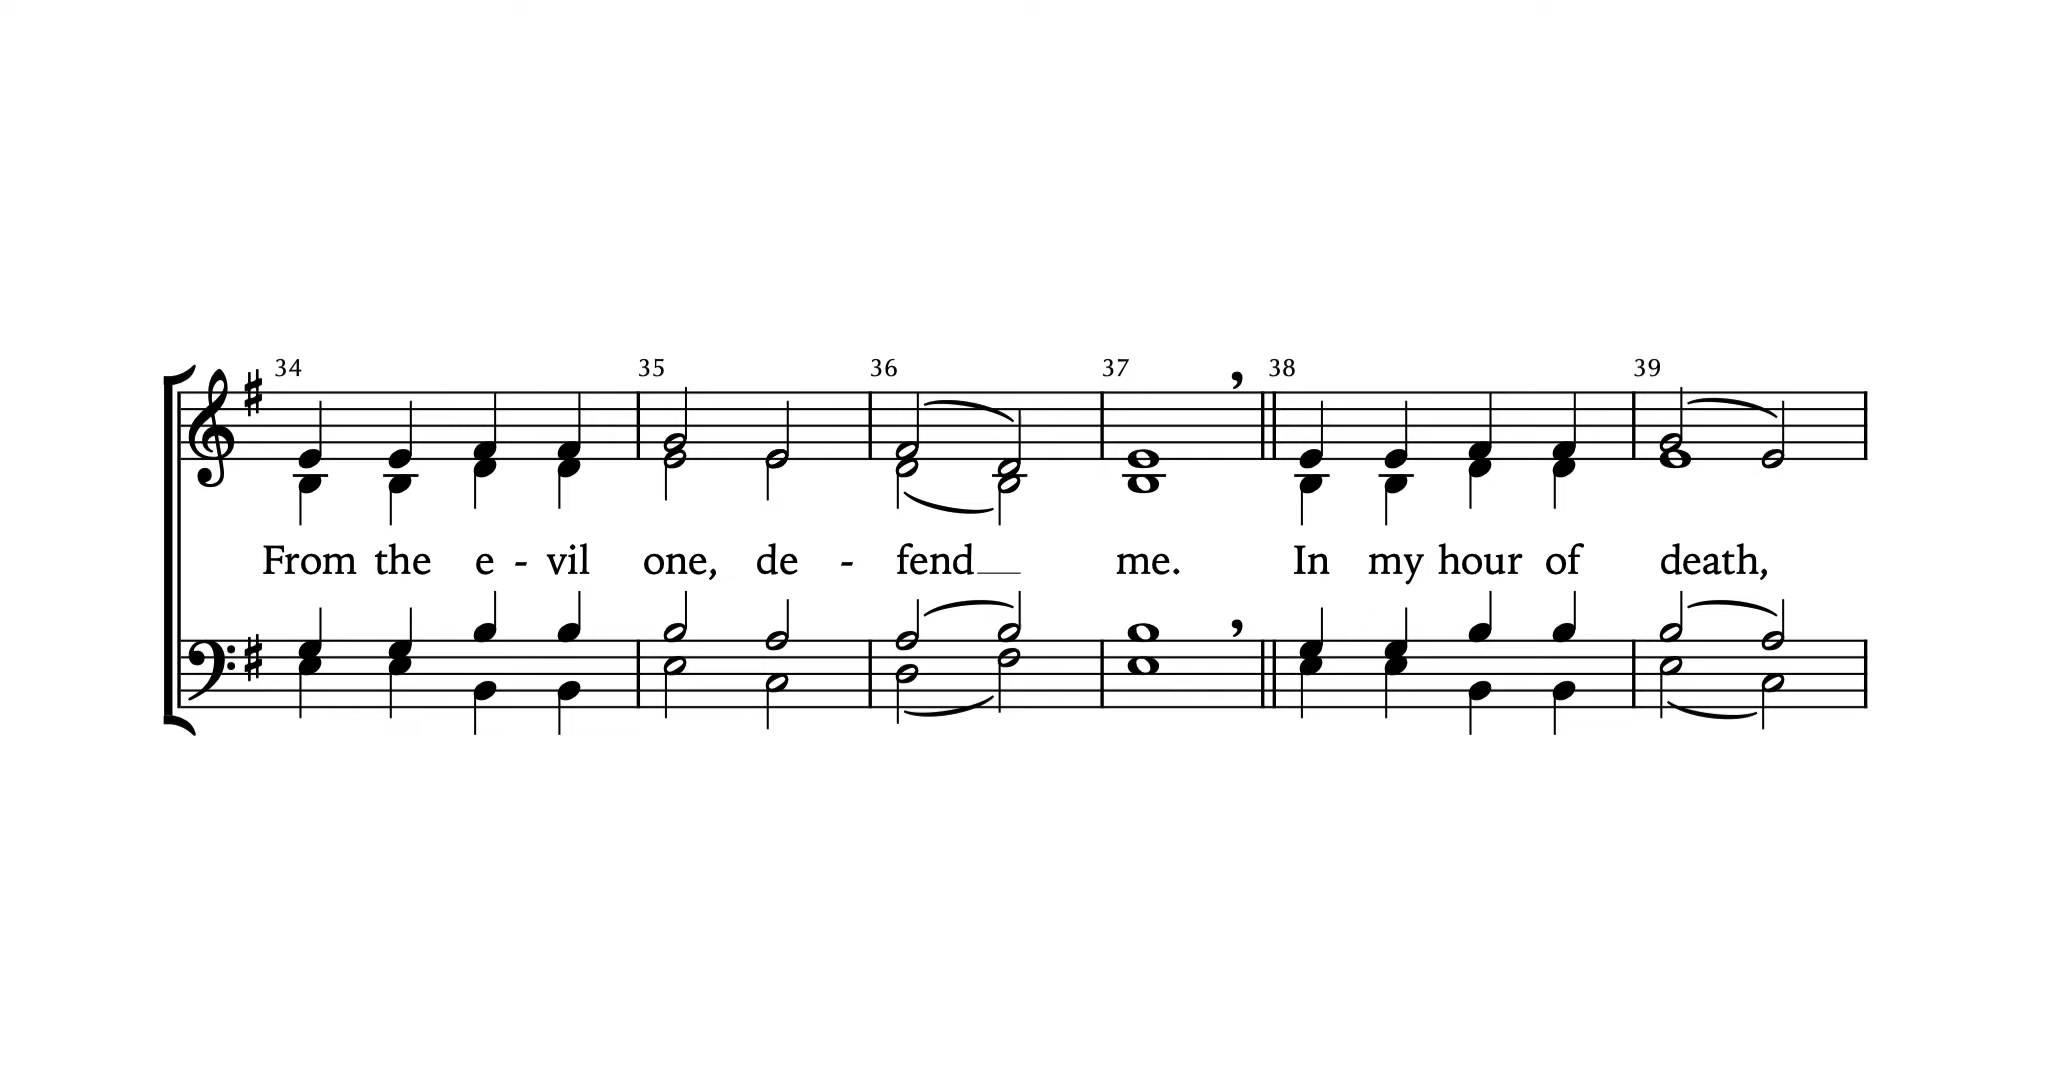 34 35 36 37 38 39
From the e - vil one, de - fend me. In my hour of death,